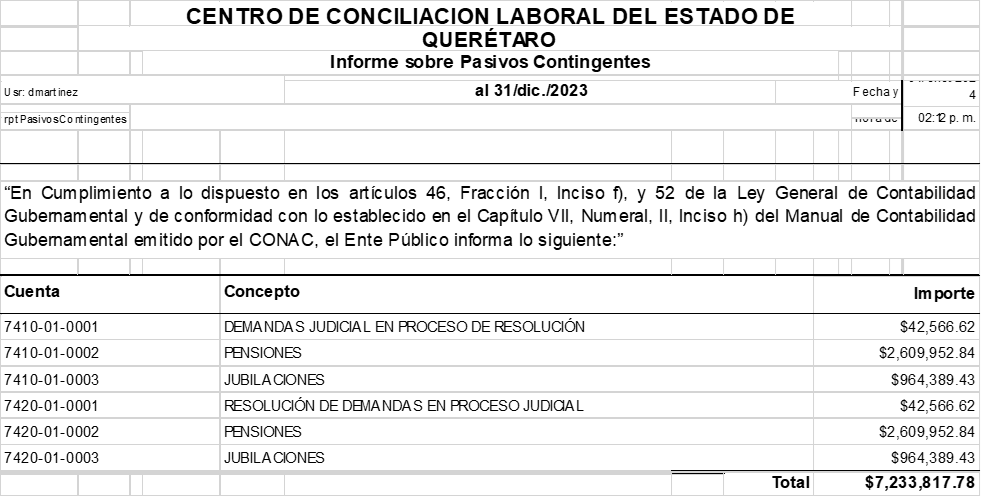 CENTRO DE CONCILIACION LABORAL DEL ESTADO DE
QUERÉTARO
Informe sobre Pasivos Contingentes
Usr: dmartinez al 31/dic./2023 Fecha y
4
rptPasivosContingentes 02:12 p. m.
“En Cumplimiento a lo dispuesto en los artículos 46, Fracción I, Inciso f), y 52 de la Ley General de Contabilidad
Gubernamental y de conformidad con lo establecido en el Capítulo VII, Numeral, II, Inciso h) del Manual de Contabilidad
Gubernamental emitido por el CONAC, el Ente Público informa lo siguiente:”
Cuenta Concepto Importe
7410-01-0001 DEMANDAS JUDICIAL EN PROCESO DE RESOLUCIÓN $42,566.62
7410-01-0002 PENSIONES $2,609,952.84
7410-01-0003 JUBILACIONES $964,389.43
7420-01-0001 RESOLUCIÓN DE DEMANDAS EN PROCESO JUDICIAL $42,566.62
7420-01-0002 PENSIONES $2,609,952.84
7420-01-0003 JUBILACIONES $964,389.43
Total $7,233,817.78